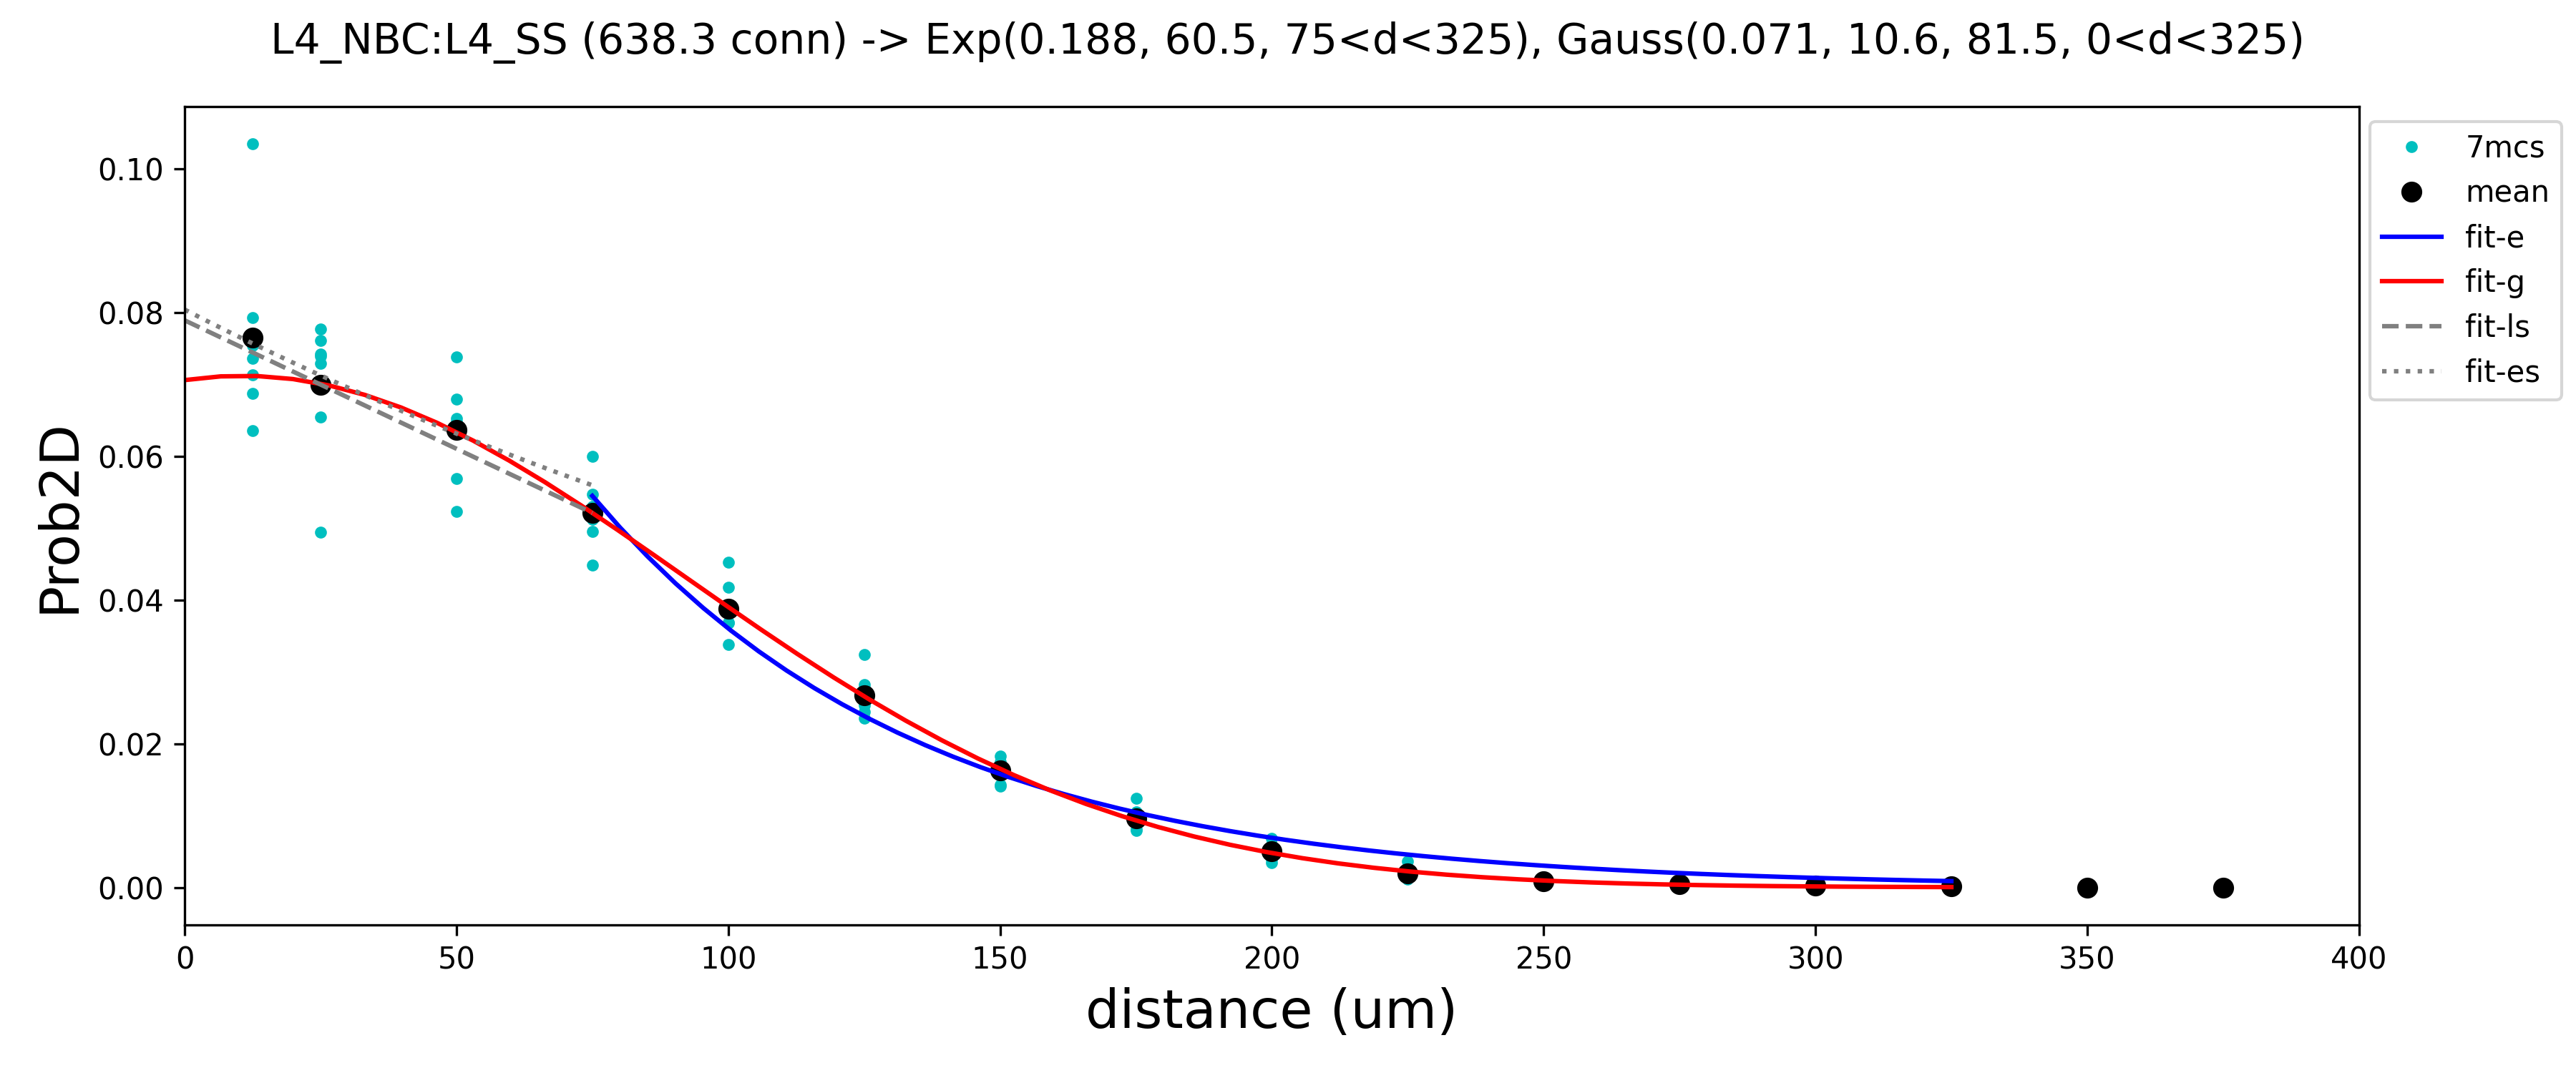 L4_NBC:L4_SS (638.3 conn) -> Exp(0.188, 60.5, 75<d<325), Gauss(0.071, 10.6, 81.5, 0<d<325)
7mcs
mean
fit-e
fit-g
fit-ls
fit-es
Prob2D
0.10
0.08
0.06
0.04
0.02
0.00
0 50 100 150 200 250 300 350 400
distance (um)